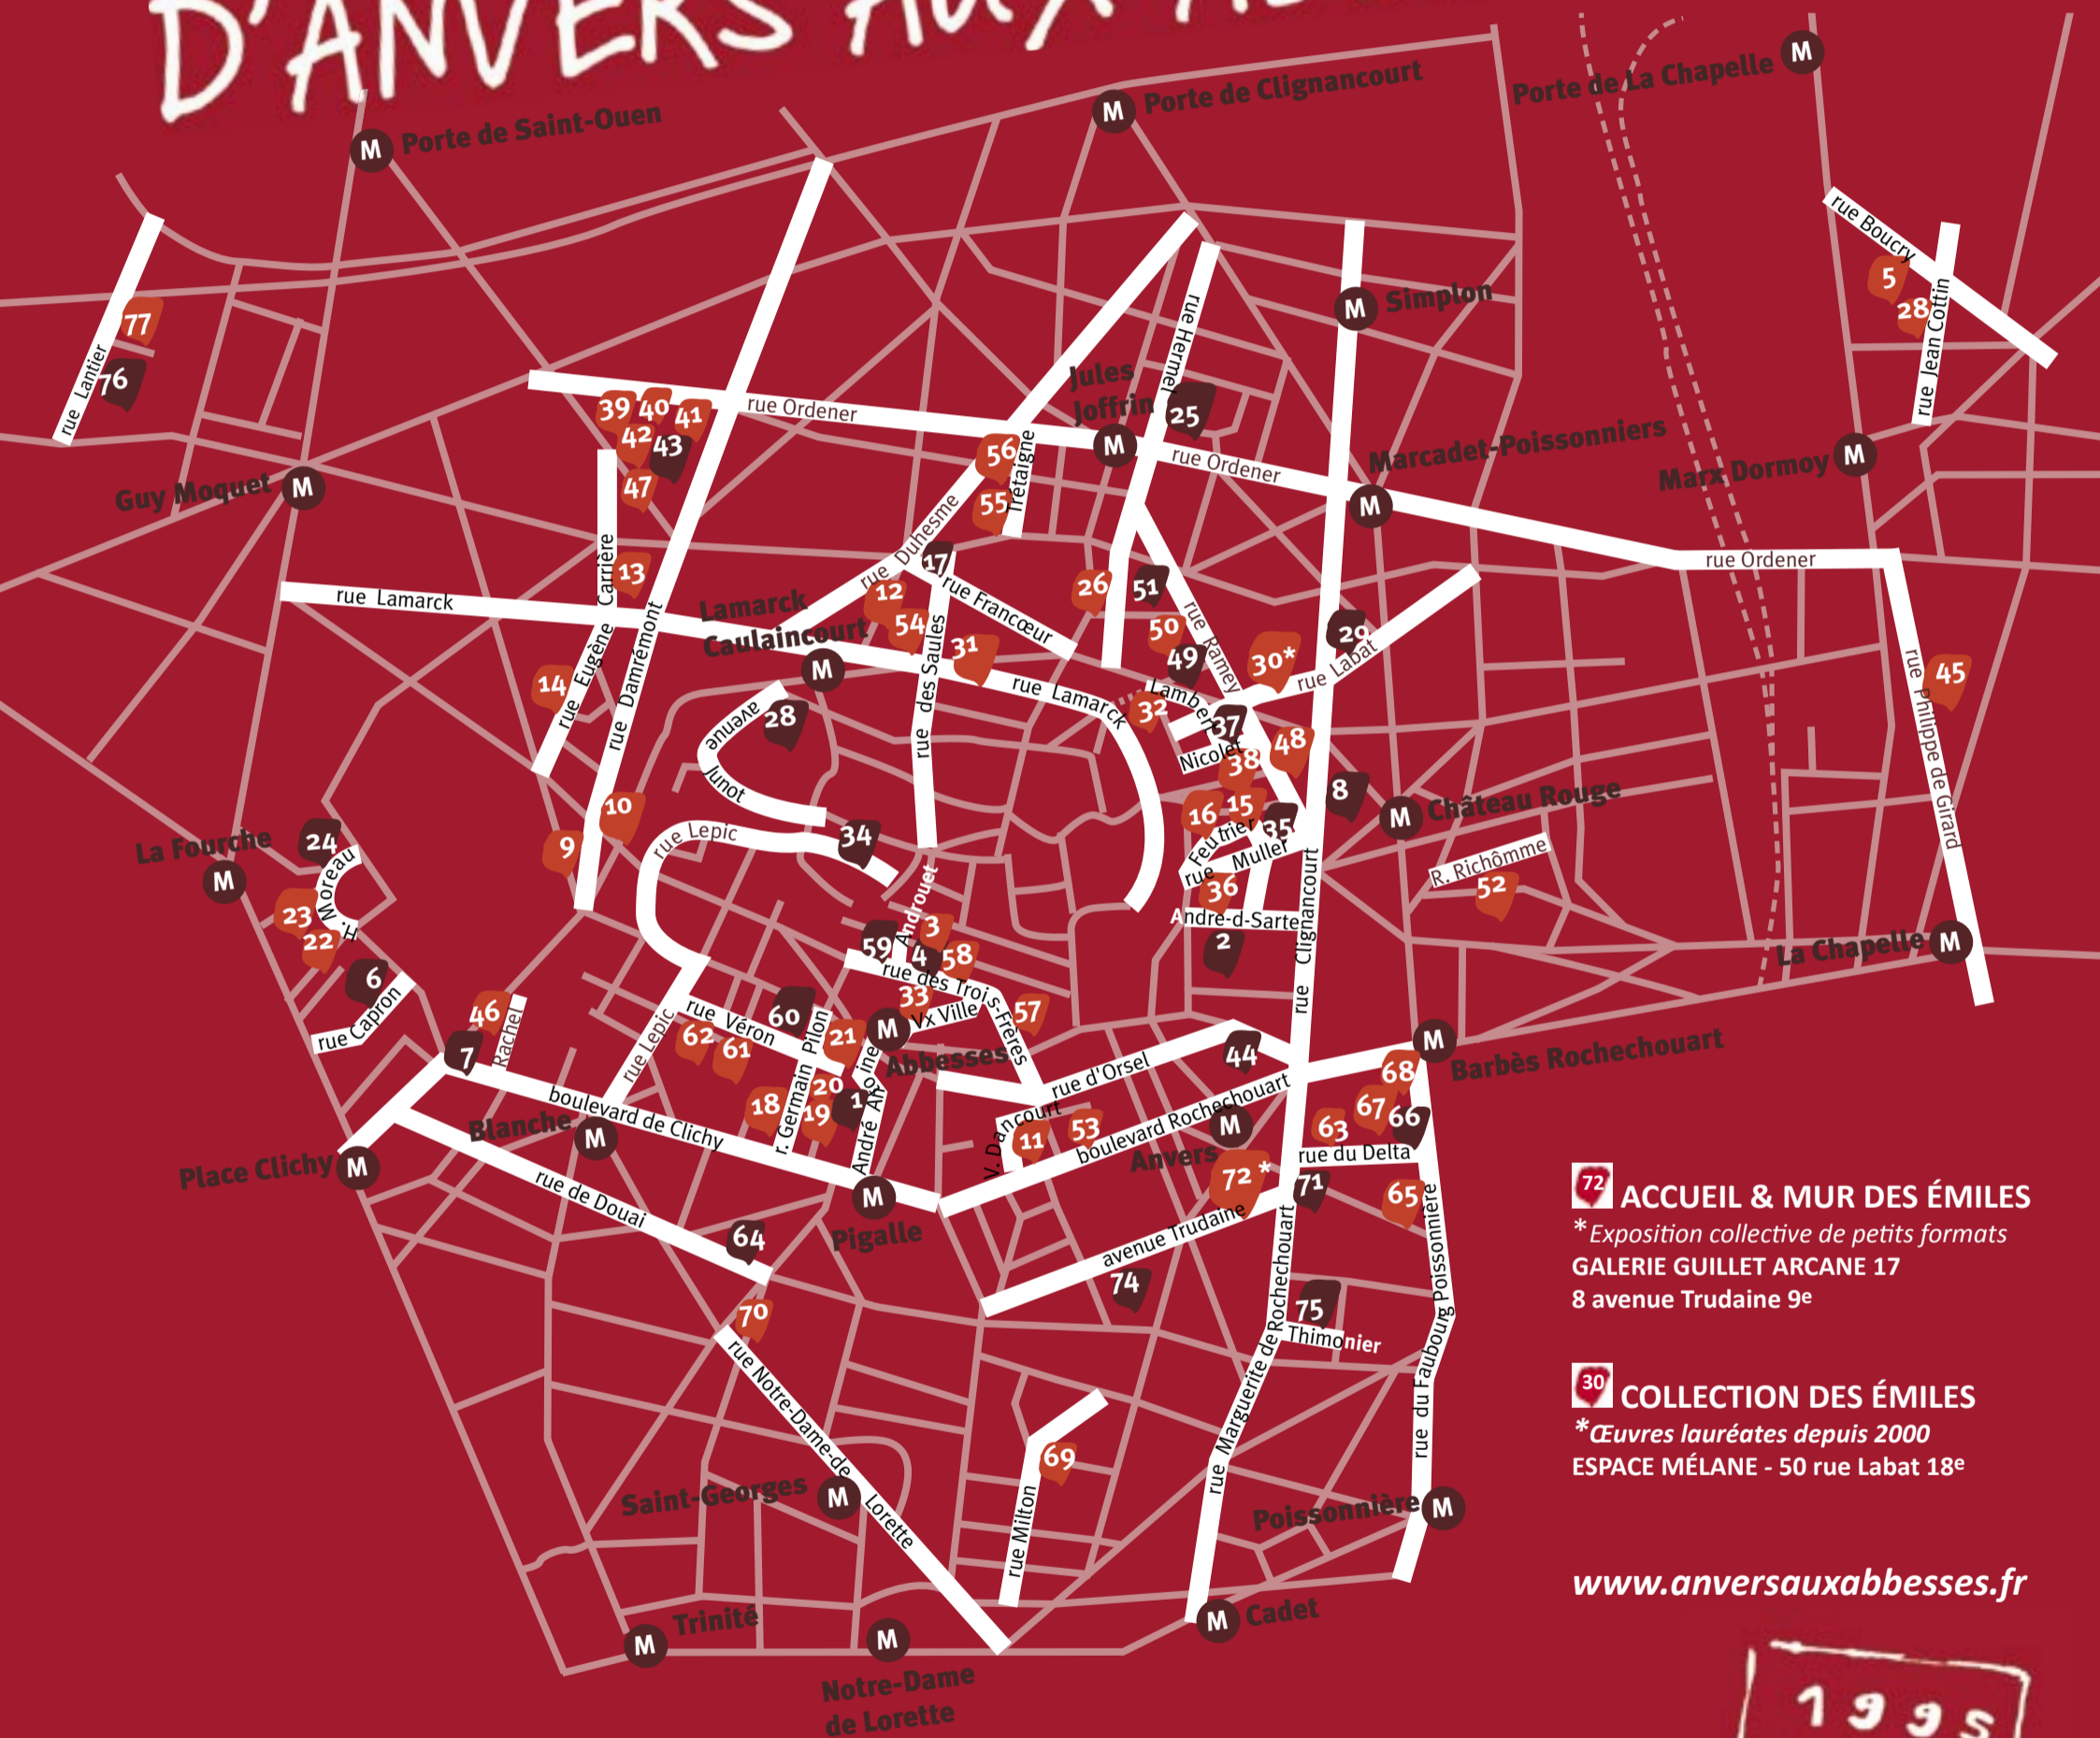 D'ANVERS AUX
Porte de Saint-Ouen
M
Porte de Clignancourt
M
Porte de La Chapelle
M
rue Boucry
5
28
rue Jean Cottin
77
76
rue Lantier
Simplon
M
rue Hermel
Jules
Joffrin
M
25
39
40
41
42
43
47
rue Ordener
56
55
Trétaigne
rue Ordener
Marcadet-Poissonniers
M
Marx Dormoy
M
Guy Moquet
M
rue Duhesme
17
rue Francœur
rue Ordener
13
rue Eugène Carrière
rue Lamarck
Lamarck
Caulaincourt
M
12
54
31
26
51
50
49
rue Ramey
30*
29
rue Labat
45
rue Philippe de Girard
14
rue Damrémont
rue des Saules
rue Lamarck
32
37
Nicolet
38
48
avenue Junot
28
10
9
rue Lepic
34
16
15
35
Feutrier
rue Muller
36
8
M
Château Rouge
R. Richômme
52
La Fourche
M
24
H. Moreau
23
22
6
rue Capron
Androuet
3
59
4
58
rue des Trois-Frères
33
Vx Ville
57
Andre-d-Sarte
2
rue Clignancourt
La Chapelle
M
46
Rachel
7
rue Lepic
rue Véron
60
62
61
21
M
Abbesses
r. Germain Pilon
20
18
19
1
André Antoine
rue d'Orsel
44
M
Barbès Rochechouart
68
67
66
63
boulevard de Clichy
Blanche
M
V. Dancourt
11
53
boulevard Rochechouart
M
Anvers
rue du Delta
Place Clichy
M
rue de Douai
M
Pigalle
64
72 *
71
65
avenue Trudaine
74
70
75
Thimonier
rue Notre-Dame-de Lorette
rue Marguerite de Rochechouart
rue du Faubourg Poissonnière
69
rue Milton
Saint-Georges
M
Poissonnière
M
Trinité
M
M
Notre-Dame
de Lorette
M
Cadet
72 ACCUEIL & MUR DES ÉMILES
*Exposition collective de petits formats
GALERIE GUILLET ARCANE 17
8 avenue Trudaine 9e
30 COLLECTION DES ÉMILES
*Œuvres lauréates depuis 2000
ESPACE MÉLANE - 50 rue Labat 18e
www.anversauxabbesses.fr
1995